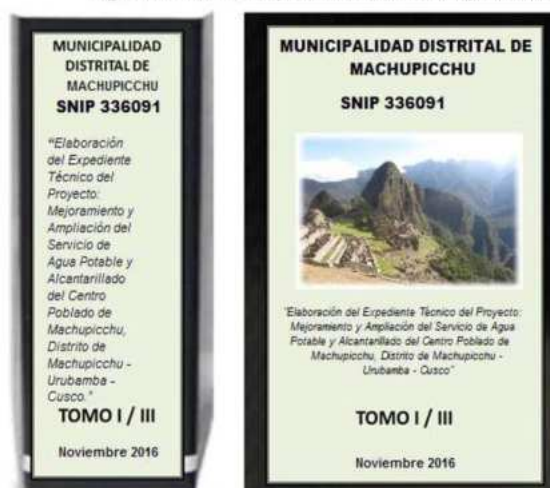 MUNICIPALIDAD
DISTRITAL DE
MACHUPICCHU
SNIP 336091
“Elaboración
del Expediente
Técnico del
Proyecto:
Mejoramiento y
Ampliación del
Servicio de
Agua Potable y
Alcantarillado
del Centro
Poblado de
Machupicchu,
Distrito de
Machupicchu -
Urubamba -
Cusco.”
TOMO I / III
Noviembre 2016
MUNICIPALIDAD DISTRITAL DE
MACHUPICCHU
SNIP 336091
"Elaboración del Expediente Técnico del Proyecto:
Mejoramiento y Ampliación del Servicio de Agua
Potable y Alcantarillado del Centro Poblado de
Machupicchu, Distrito de Machupicchu -
Urubamba - Cusco"
TOMO I / III
Noviembre 2016